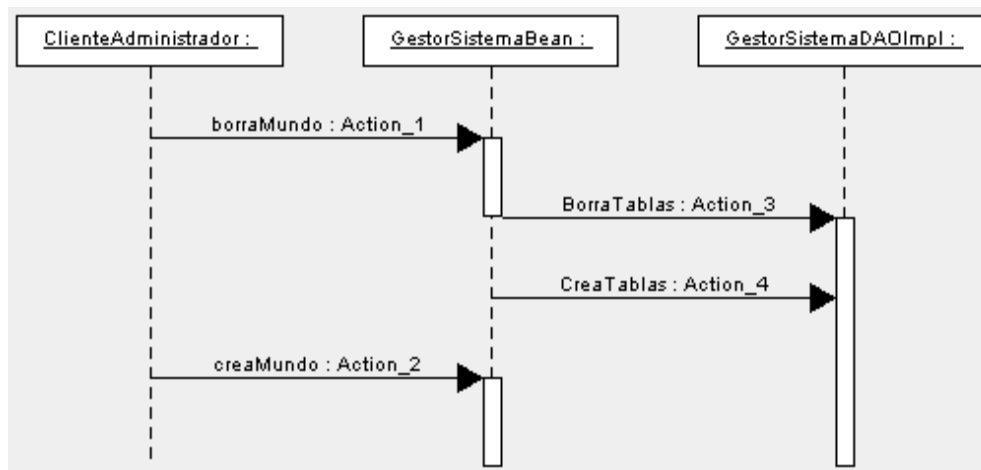 ClienteAdministrador :
GestorSistemaBean :
GestorSistemaDAOImpl :
borraMundo : Action_1
BorraTablas : Action_3
CreaTablas : Action_4
creaMundo : Action_2